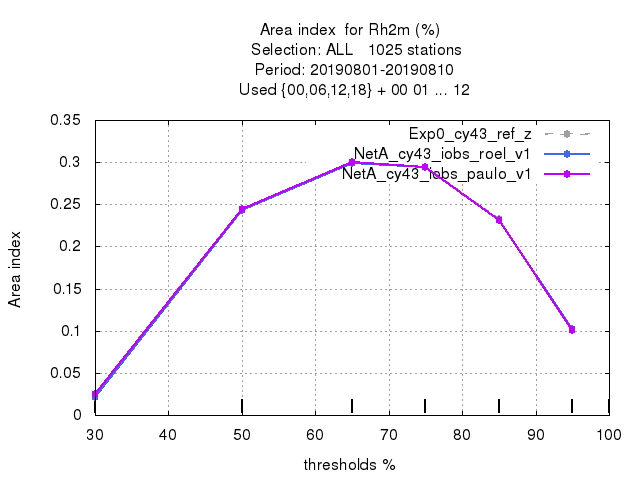 Area index  for Rh2m (%)
Selection: ALL   1025 stations
Period: 20190801-20190810
Used {00,06,12,18} + 00 01 ... 12
Exp0_cy43_ref_z
NetA_cy43_iobs_roel_v1
NetA_cy43_iobs_paulo_v1
0.35
0.3
0.25
0.2
0.15
0.1
0.05
0
Area index
30 40 50 60 70 80 90 100
thresholds %